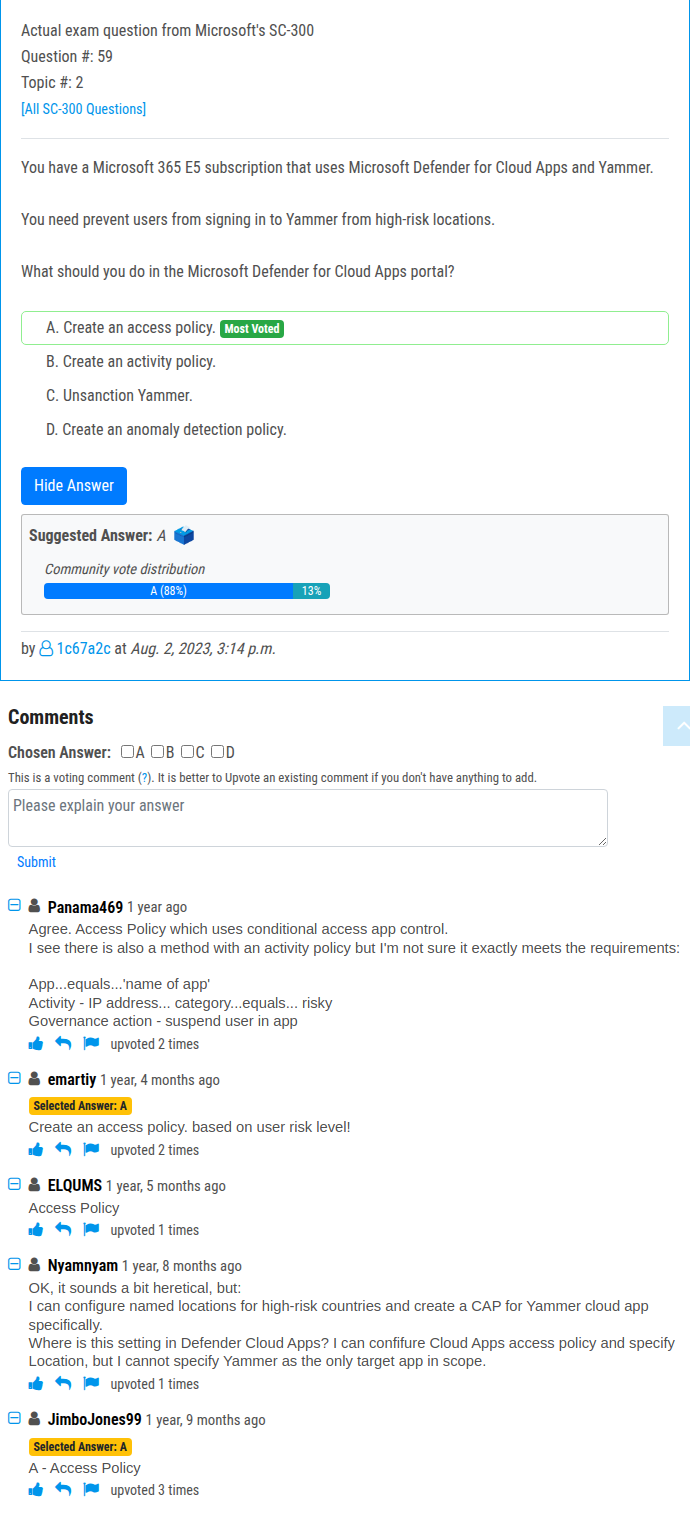 Actual exam question from Microsoft's SC-300
Question #: 59
Topic #: 2
[All SC-300 Questions]
You have a Microsoft 365 E5 subscription that uses Microsoft Defender for Cloud Apps and Yammer.
You need prevent users from signing in to Yammer from high-risk locations.
What should you do in the Microsoft Defender for Cloud Apps portal?
A. Create an access policy. Most Voted
B. Create an activity policy.
C. Unsanction Yammer.
D. Create an anomaly detection policy.
Hide Answer
Suggested Answer: A
Community vote distribution
A (88%) 13%
by 1c67a2c at Aug. 2, 2023, 3:14 p.m.
Comments
Chosen Answer: A B C D
This is a voting comment (?). It is better to Upvote an existing comment if you don't have anything to add.
Please explain your answer
Submit
Panama469 1 year ago
Agree. Access Policy which uses conditional access app control.
I see there is also a method with an activity policy but I'm not sure it exactly meets the requirements:
App...equals...'name of app'
Activity - IP address... category...equals... risky
Governance action - suspend user in app
upvoted 2 times
emartiy 1 year, 4 months ago
Selected Answer: A
Create an access policy. based on user risk level!
upvoted 2 times
ELQUMS 1 year, 5 months ago
Access Policy
upvoted 1 times
Nyamnyam 1 year, 8 months ago
OK, it sounds a bit heretical, but:
I can configure named locations for high-risk countries and create a CAP for Yammer cloud app
specifically.
Where is this setting in Defender Cloud Apps? I can confifure Cloud Apps access policy and specify
Location, but I cannot specify Yammer as the only target app in scope.
upvoted 1 times
JimboJones99 1 year, 9 months ago
Selected Answer: A
A - Access Policy
upvoted 3 times